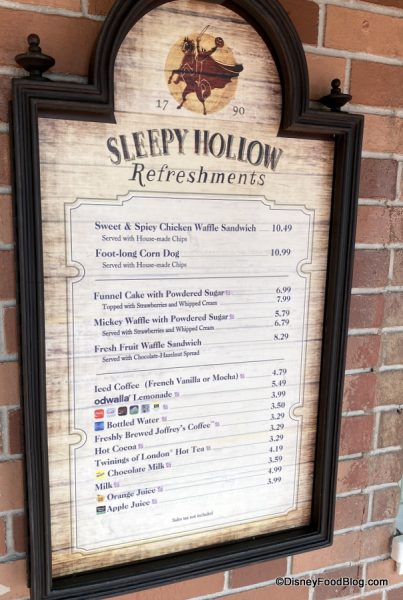 17 90
SLEEPY HOLLOW
Refreshments
Sweet & Spicy Chicken Waffle Sandwich 10.49
Served with House-made Chips
Foot-long Corn Dog 10.99
Served with House-made Chips
Funnel Cake with Powdered Sugar 6.99
Topped with Strawberries and Whipped Cream 7.99
Mickey Waffle with Powdered Sugar 5.79
Served with Strawberries and Whipped Cream 6.79
Fresh Fruit Waffle Sandwich 8.29
Served with Chocolate-Hazelnut Spread
Iced Coffee (French Vanilla or Mocha) 4.79
odwalla Lemonade 5.49
3.99
Bottled Water 3.50
Freshly Brewed Joffrey's Coffee™ 3.29
Hot Cocoa 3.29
Twinings of London® Hot Tea 3.29
Chocolate Milk 4.19
Milk 3.59
Orange Juice 4.99
Apple Juice 3.99
Sales tax not included
©DisneyFoodBlog.com